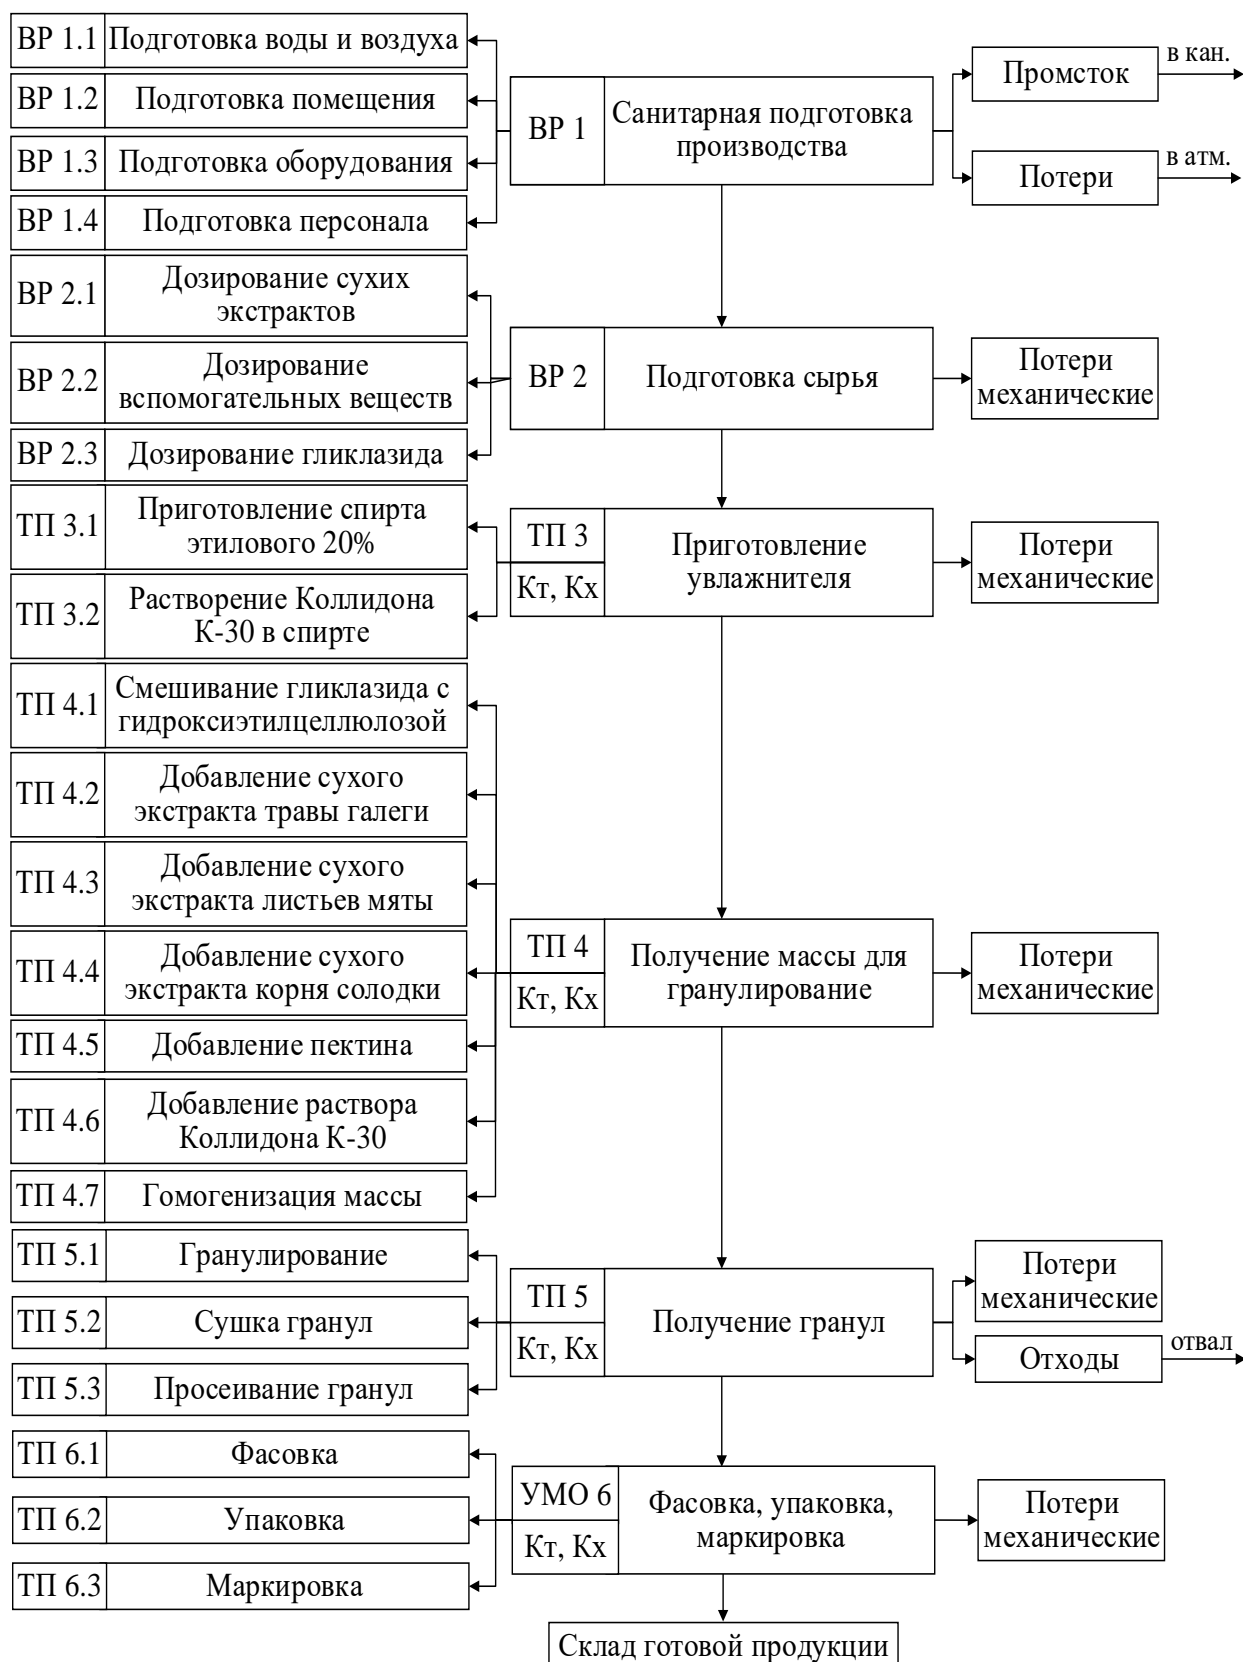 ВР 1.1 Подготовка воды и воздуха
ВР 1.2 Подготовка помещения
ВР 1.3 Подготовка оборудования
ВР 1.4 Подготовка персонала
ВР 1
Санитарная подготовка
производства
Промсток
в кан.
Потери
в атм.
ВР 2.1
Дозирование сухих
экстрактов
ВР 2.2
Дозирование
вспомогательных веществ
ВР 2.3 Дозирование гликлазида
ВР 2
Подготовка сырья
Потери
механические
ТП 3.1
Приготовление спирта
этилового 20%
ТП 3.2
Растворение Коллидона
К-30 в спирте
ТП 3
Кт, Кх
Приготовление
увлажнителя
Потери
механические
ТП 4.1
Смешивание гликлазида с
гидроксиэтилцеллюлозой
ТП 4.2
Добавление сухого
экстракта травы галеги
ТП 4.3
Добавление сухого
экстракта листьев мяты
ТП 4.4
Добавление сухого
экстракта корня солодки
ТП 4.5 Добавление пектина
ТП 4.6
Добавление раствора
Коллидона К-30
ТП 4.7 Гомогенизация массы
ТП 4
Кт, Кх
Получение массы для
гранулирование
Потери
механические
ТП 5.1 Гранулирование
ТП 5.2 Сушка гранул
ТП 5.3 Просеивание гранул
ТП 5
Кт, Кх
Получение гранул
Потери
механические
Отходы
отвал
ТП 6.1 Фасовка
ТП 6.2 Упаковка
ТП 6.3 Маркировка
УМО 6
Кт, Кх
Фасовка, упаковка,
маркировка
Потери
механические
Склад готовой продукции